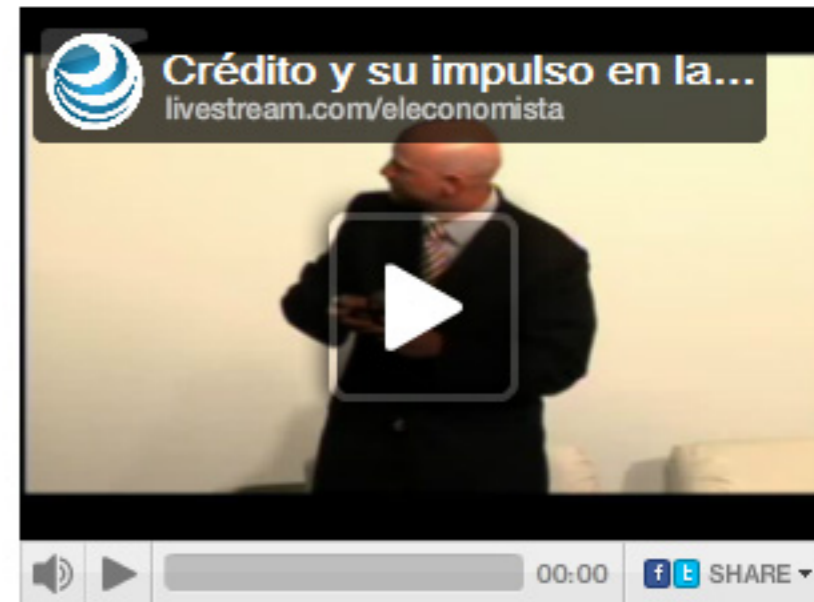 Crédito y su impulso en la...
livestream.com/eleconomista
00:00
f t SHARE